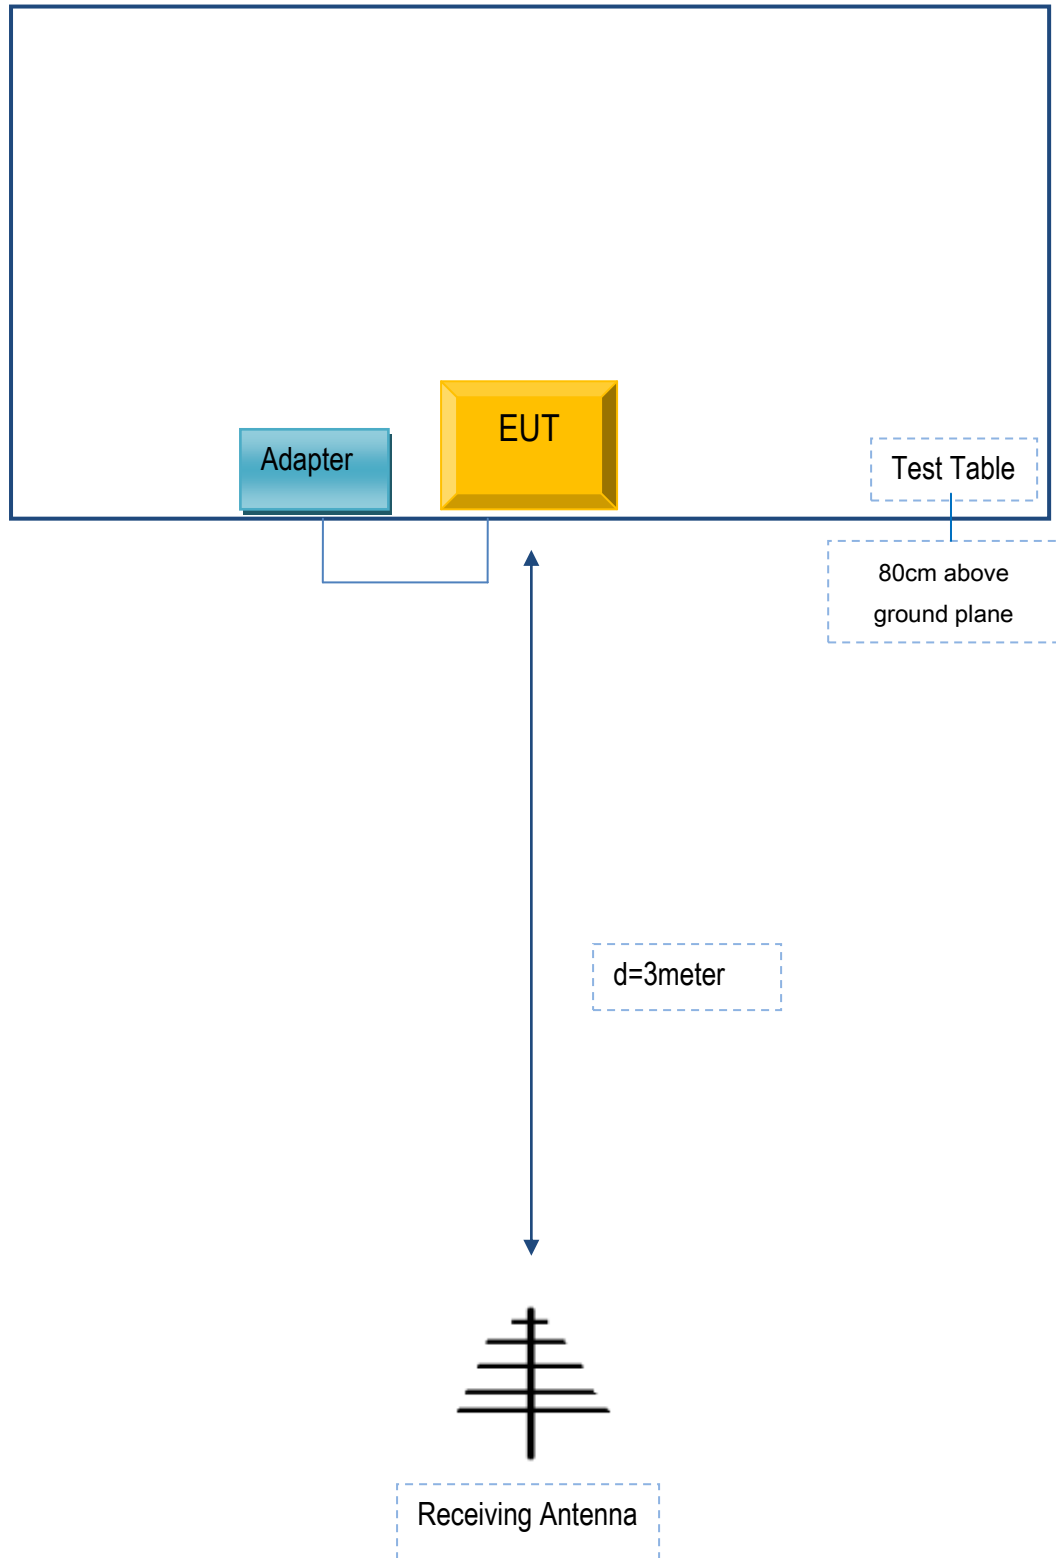 EUT
Adapter
Test Table
80cm above
ground plane
d=3meter
Receiving Antenna